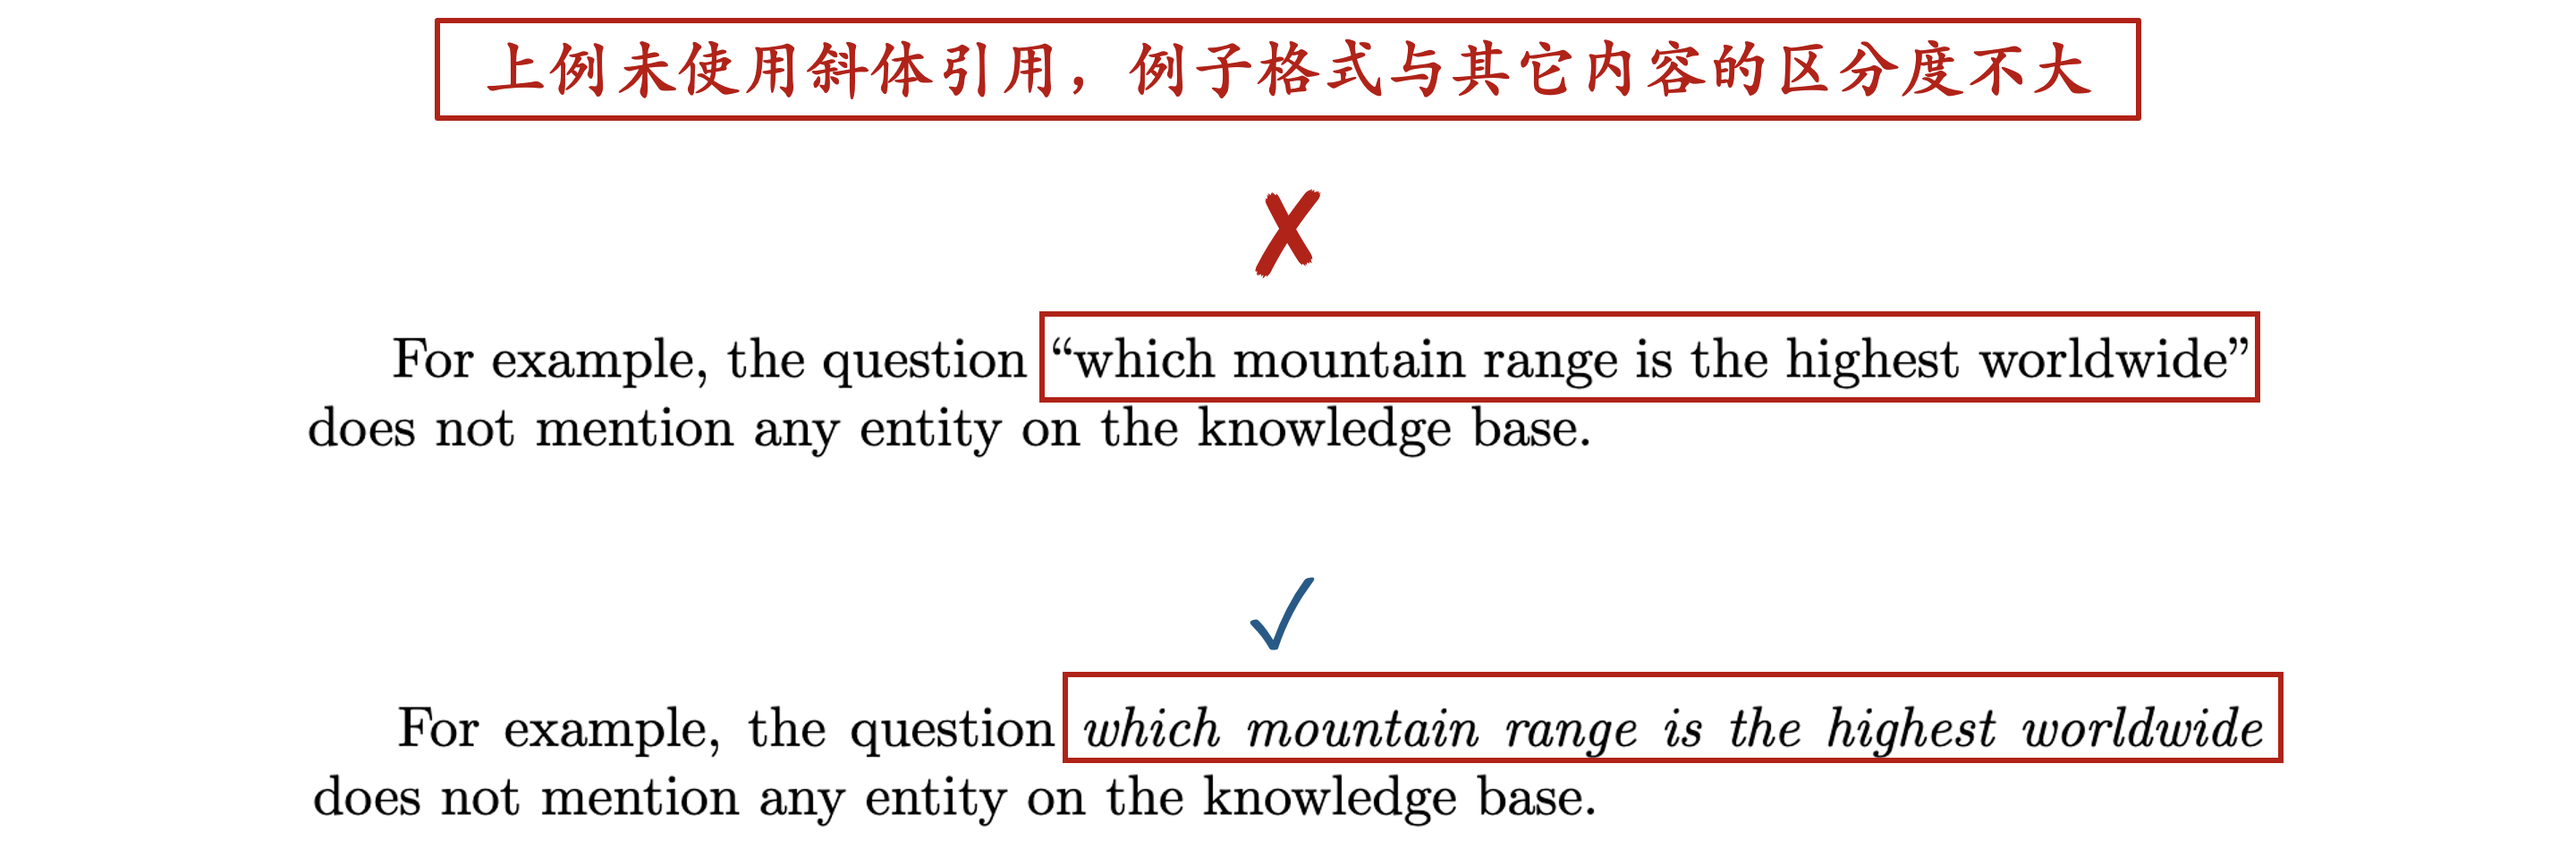 上例未使用斜体引用，例子格式与其它内容的区分度不大
✗
For example, the question “which mountain range is the highest worldwide”
does not mention any entity on the knowledge base.
✓
For example, the question which mountain range is the highest worldwide
does not mention any entity on the knowledge base.